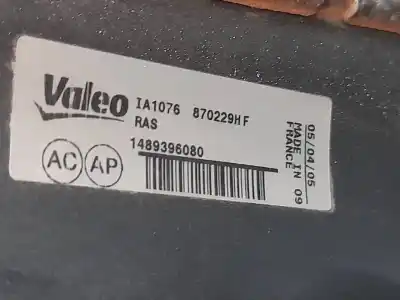 Valeo
IA1076 870229HF
RAS
AC AP
1489396080
05/04/05
MADE IN 09
FRANCE